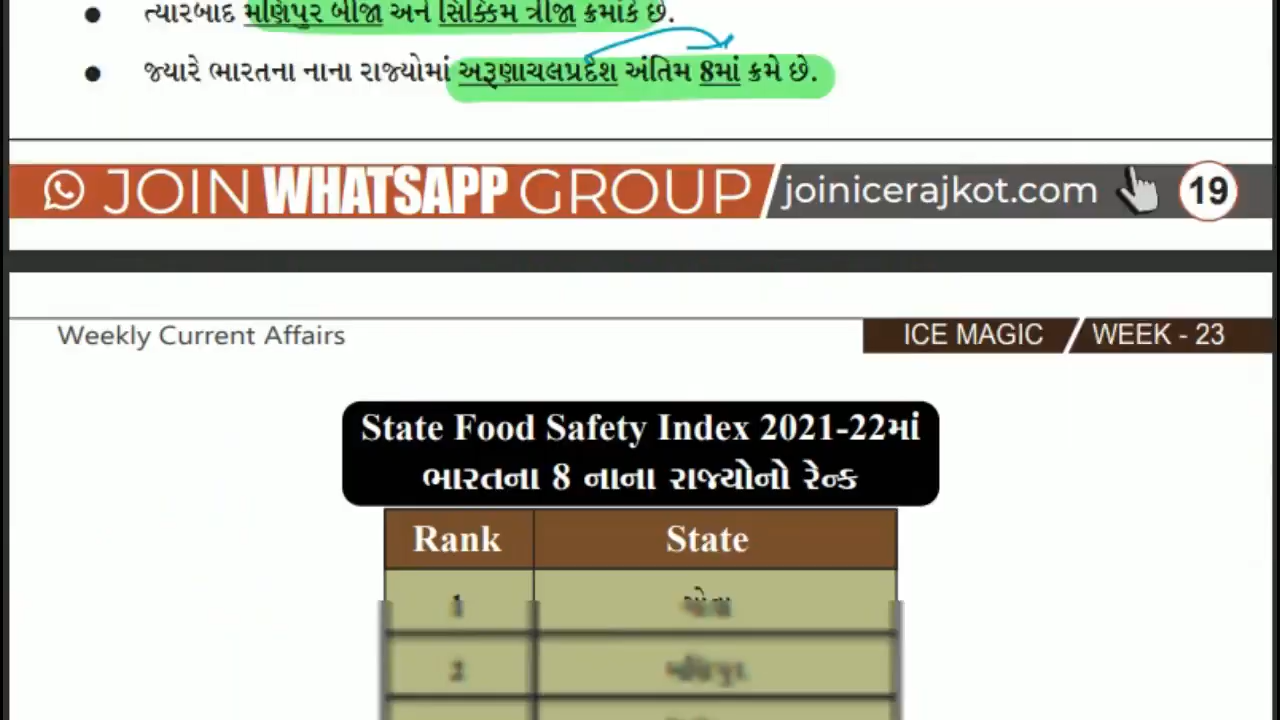 ત્યારબાદ મણિપુર બીજા અને સિક્કિમ ત્રીજા ક્રમાંકે છે.
જ્યારે ભારતના નાના રાજ્યોમાં અરૂણાચલપ્રદેશ અંતિમ 8માં ક્રમે છે.
JOIN WHATSAPP GROUP joinicerajkot.com 19
Weekly Current Affairs ICE MAGIC WEEK - 23
State Food Safety Index 2021-22માં
ભારતના 8 નાના રાજ્યોનો રેન્ક
Rank State
1 ગોવા
2 મણિપુર